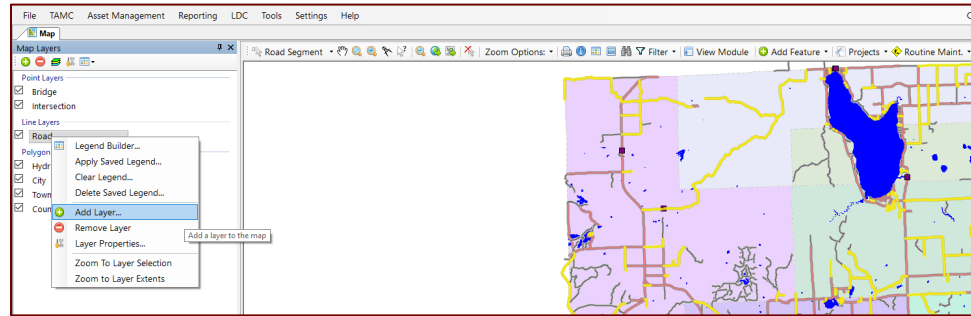 File TAMC Asset Management Reporting LDC Tools Settings Help
Map
Map Layers
Road Segment Zoom Options: Filter View Module Add Feature Projects Routine Maint.
Point Layers
Bridge
Intersection
Line Layers
Road
Polygon
Hydr
City
Town
Coun
Legend Builder...
Apply Saved Legend...
Clear Legend...
Delete Saved Legend...
Add Layer...
Remove Layer
Layer Properties...
Zoom To Layer Selection
Zoom to Layer Extents
Add a layer to the map